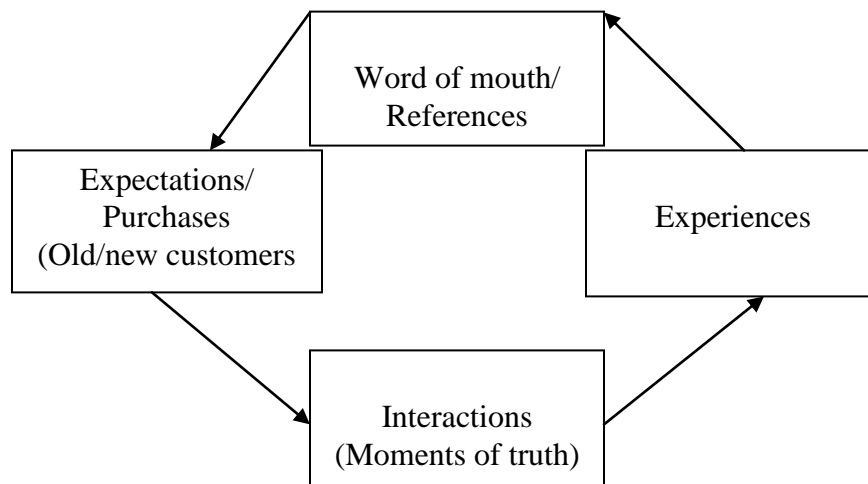 Word of mouth/
References
Expectations/
Purchases
(Old/new customers
Experiences
Interactions
(Moments of truth)